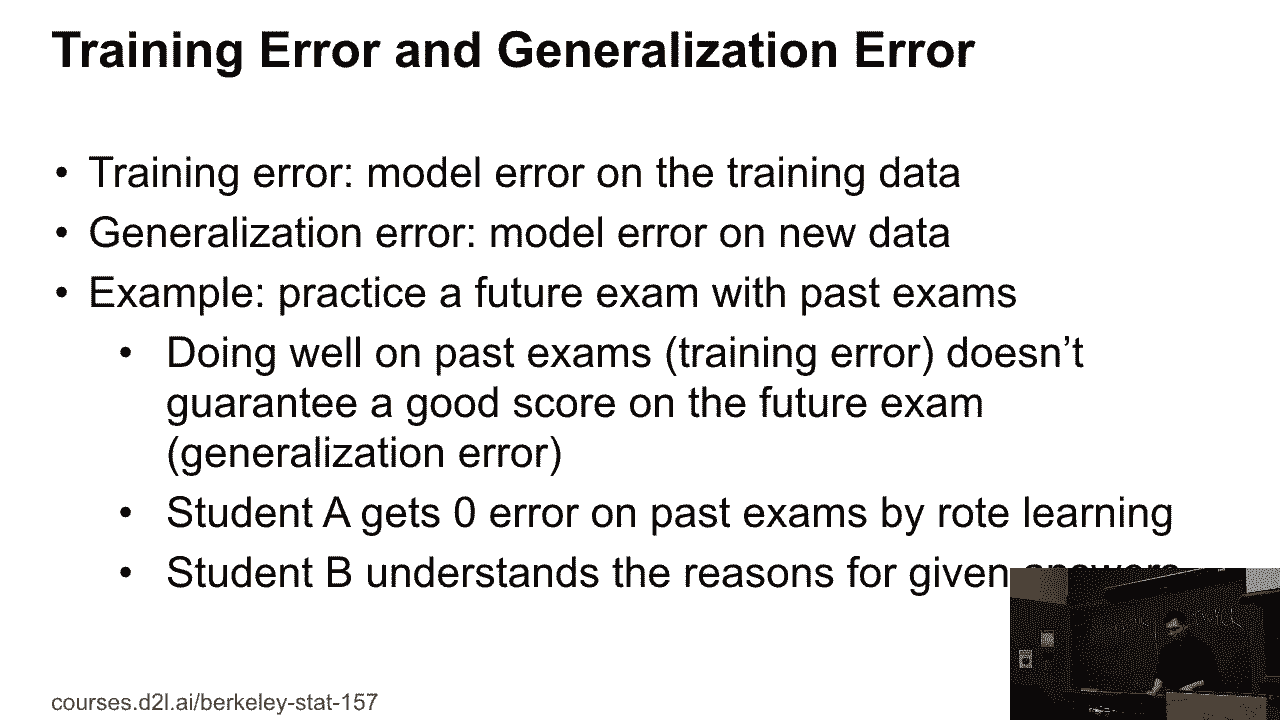 Training Error and Generalization Error
• Training error: model error on the training data
• Generalization error: model error on new data
• Example: practice a future exam with past exams
• Doing well on past exams (training error) doesn’t
guarantee a good score on the future exam
(generalization error)
• Student A gets 0 error on past exams by rote learning
• Student B understands the reasons for given answers
courses.d2l.ai/berkeley-stat-157